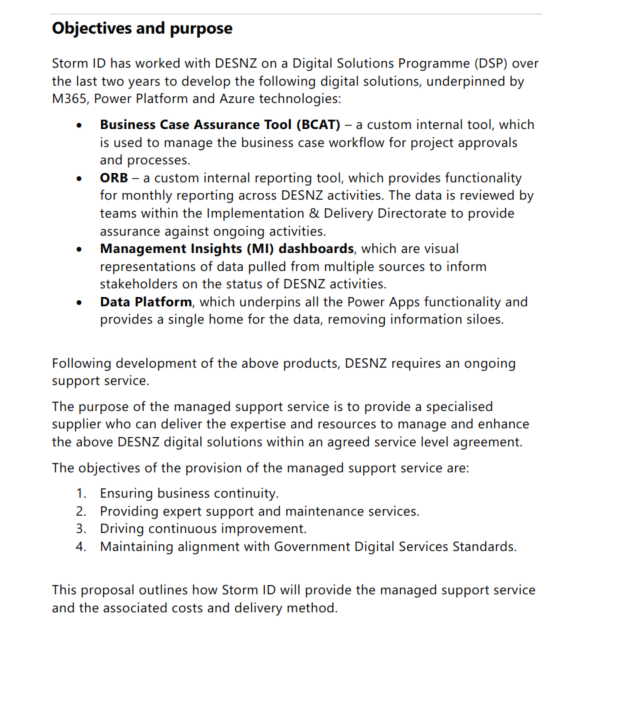 Objectives and purpose
Storm ID has worked with DESNZ on a Digital Solutions Programme (DSP) over
the last two years to develop the following digital solutions, underpinned by
M365, Power Platform and Azure technologies:
• Business Case Assurance Tool (BCAT) – a custom internal tool, which
is used to manage the business case workflow for project approvals
and processes.
• ORB – a custom internal reporting tool, which provides functionality
for monthly reporting across DESNZ activities. The data is reviewed by
teams within the Implementation & Delivery Directorate to provide
assurance against ongoing activities.
• Management Insights (MI) dashboards, which are visual
representations of data pulled from multiple sources to inform
stakeholders on the status of DESNZ activities.
• Data Platform, which underpins all the Power Apps functionality and
provides a single home for the data, removing information siloes.
Following development of the above products, DESNZ requires an ongoing
support service.
The purpose of the managed support service is to provide a specialised
supplier who can deliver the expertise and resources to manage and enhance
the above DESNZ digital solutions within an agreed service level agreement.
The objectives of the provision of the managed support service are:
1. Ensuring business continuity.
2. Providing expert support and maintenance services.
3. Driving continuous improvement.
4. Maintaining alignment with Government Digital Services Standards.
This proposal outlines how Storm ID will provide the managed support service
and the associated costs and delivery method.